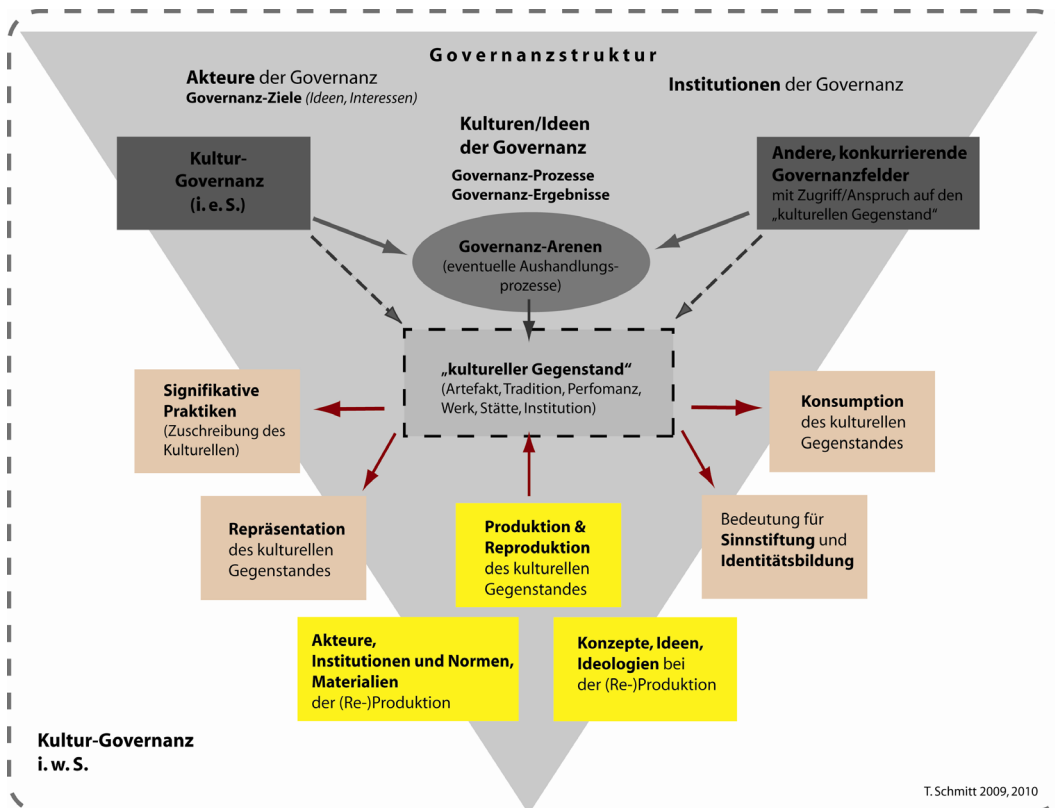 Governanzstruktur
Akteure der Governanz
Governanz-Ziele (Ideen, Interessen)
Institutionen der Governanz
Kulturen/Ideen
der Governanz
Governanz-Prozesse
Governanz-Ergebnisse
Kultur-
Governanz
(i. e. S.)
Andere, konkurrierende
Governanzfelder
mit Zugriff/Anspruch auf den
„kulturellen Gegenstand“
Governanz-Arenen
(eventuelle Aushandlungs-
prozesse)
„kultureller Gegenstand“
(Artefakt, Tradition, Perfomanz,
Werk, Stätte, Institution)
Signifikative
Praktiken
(Zuschreibung des
Kulturellen)
Konsumption
des kulturellen
Gegenstandes
Repräsentation
des kulturellen
Gegenstandes
Produktion &
Reproduktion
des kulturellen
Gegenstandes
Bedeutung für
Sinnstiftung und
Identitätsbildung
Akteure,
Institutionen und Normen,
Materialien
der (Re-)Produktion
Konzepte, Ideen,
Ideologien bei
der (Re-)Produktion
Kultur-Governanz
i. w. S.
T. Schmitt 2009, 2010